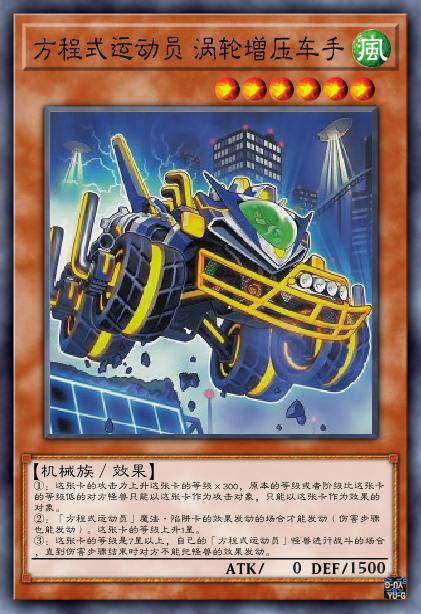 方程式运动员 涡轮增压车手 風
【机械族／效果】
①：这张卡的攻击力上升这张卡的等级×300，原本的等级或者阶级比这张卡
的等级低的对方怪兽只能以这张卡作为攻击对象，只能以这张卡作为效果的
对象。
②：「方程式运动员」魔法·陷阱卡的效果发动的场合才能发动（伤害步骤
也能发动）。这张卡的等级上升1星。
③：这张卡的等级是7星以上，自己的「方程式运动员」怪兽进行战斗的场合
，直到伤害步骤结束时对方不能把怪兽的效果发动。
ATK/ 0 DEF/1500